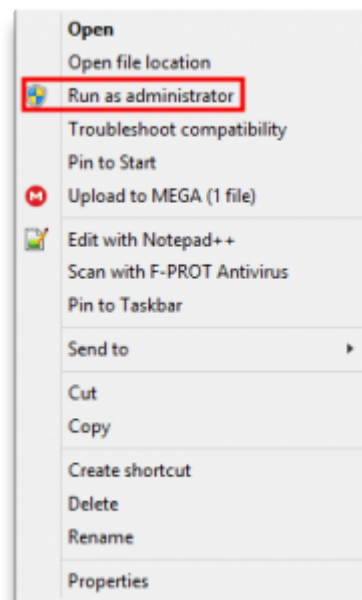 Open
Open file location
Run as administrator
Troubleshoot compatibility
Pin to Start
Upload to MEGA (1 file)
Edit with Notepad++
Scan with F-PROT Antivirus
Pin to Taskbar
Send to
Cut
Copy
Create shortcut
Delete
Rename
Properties